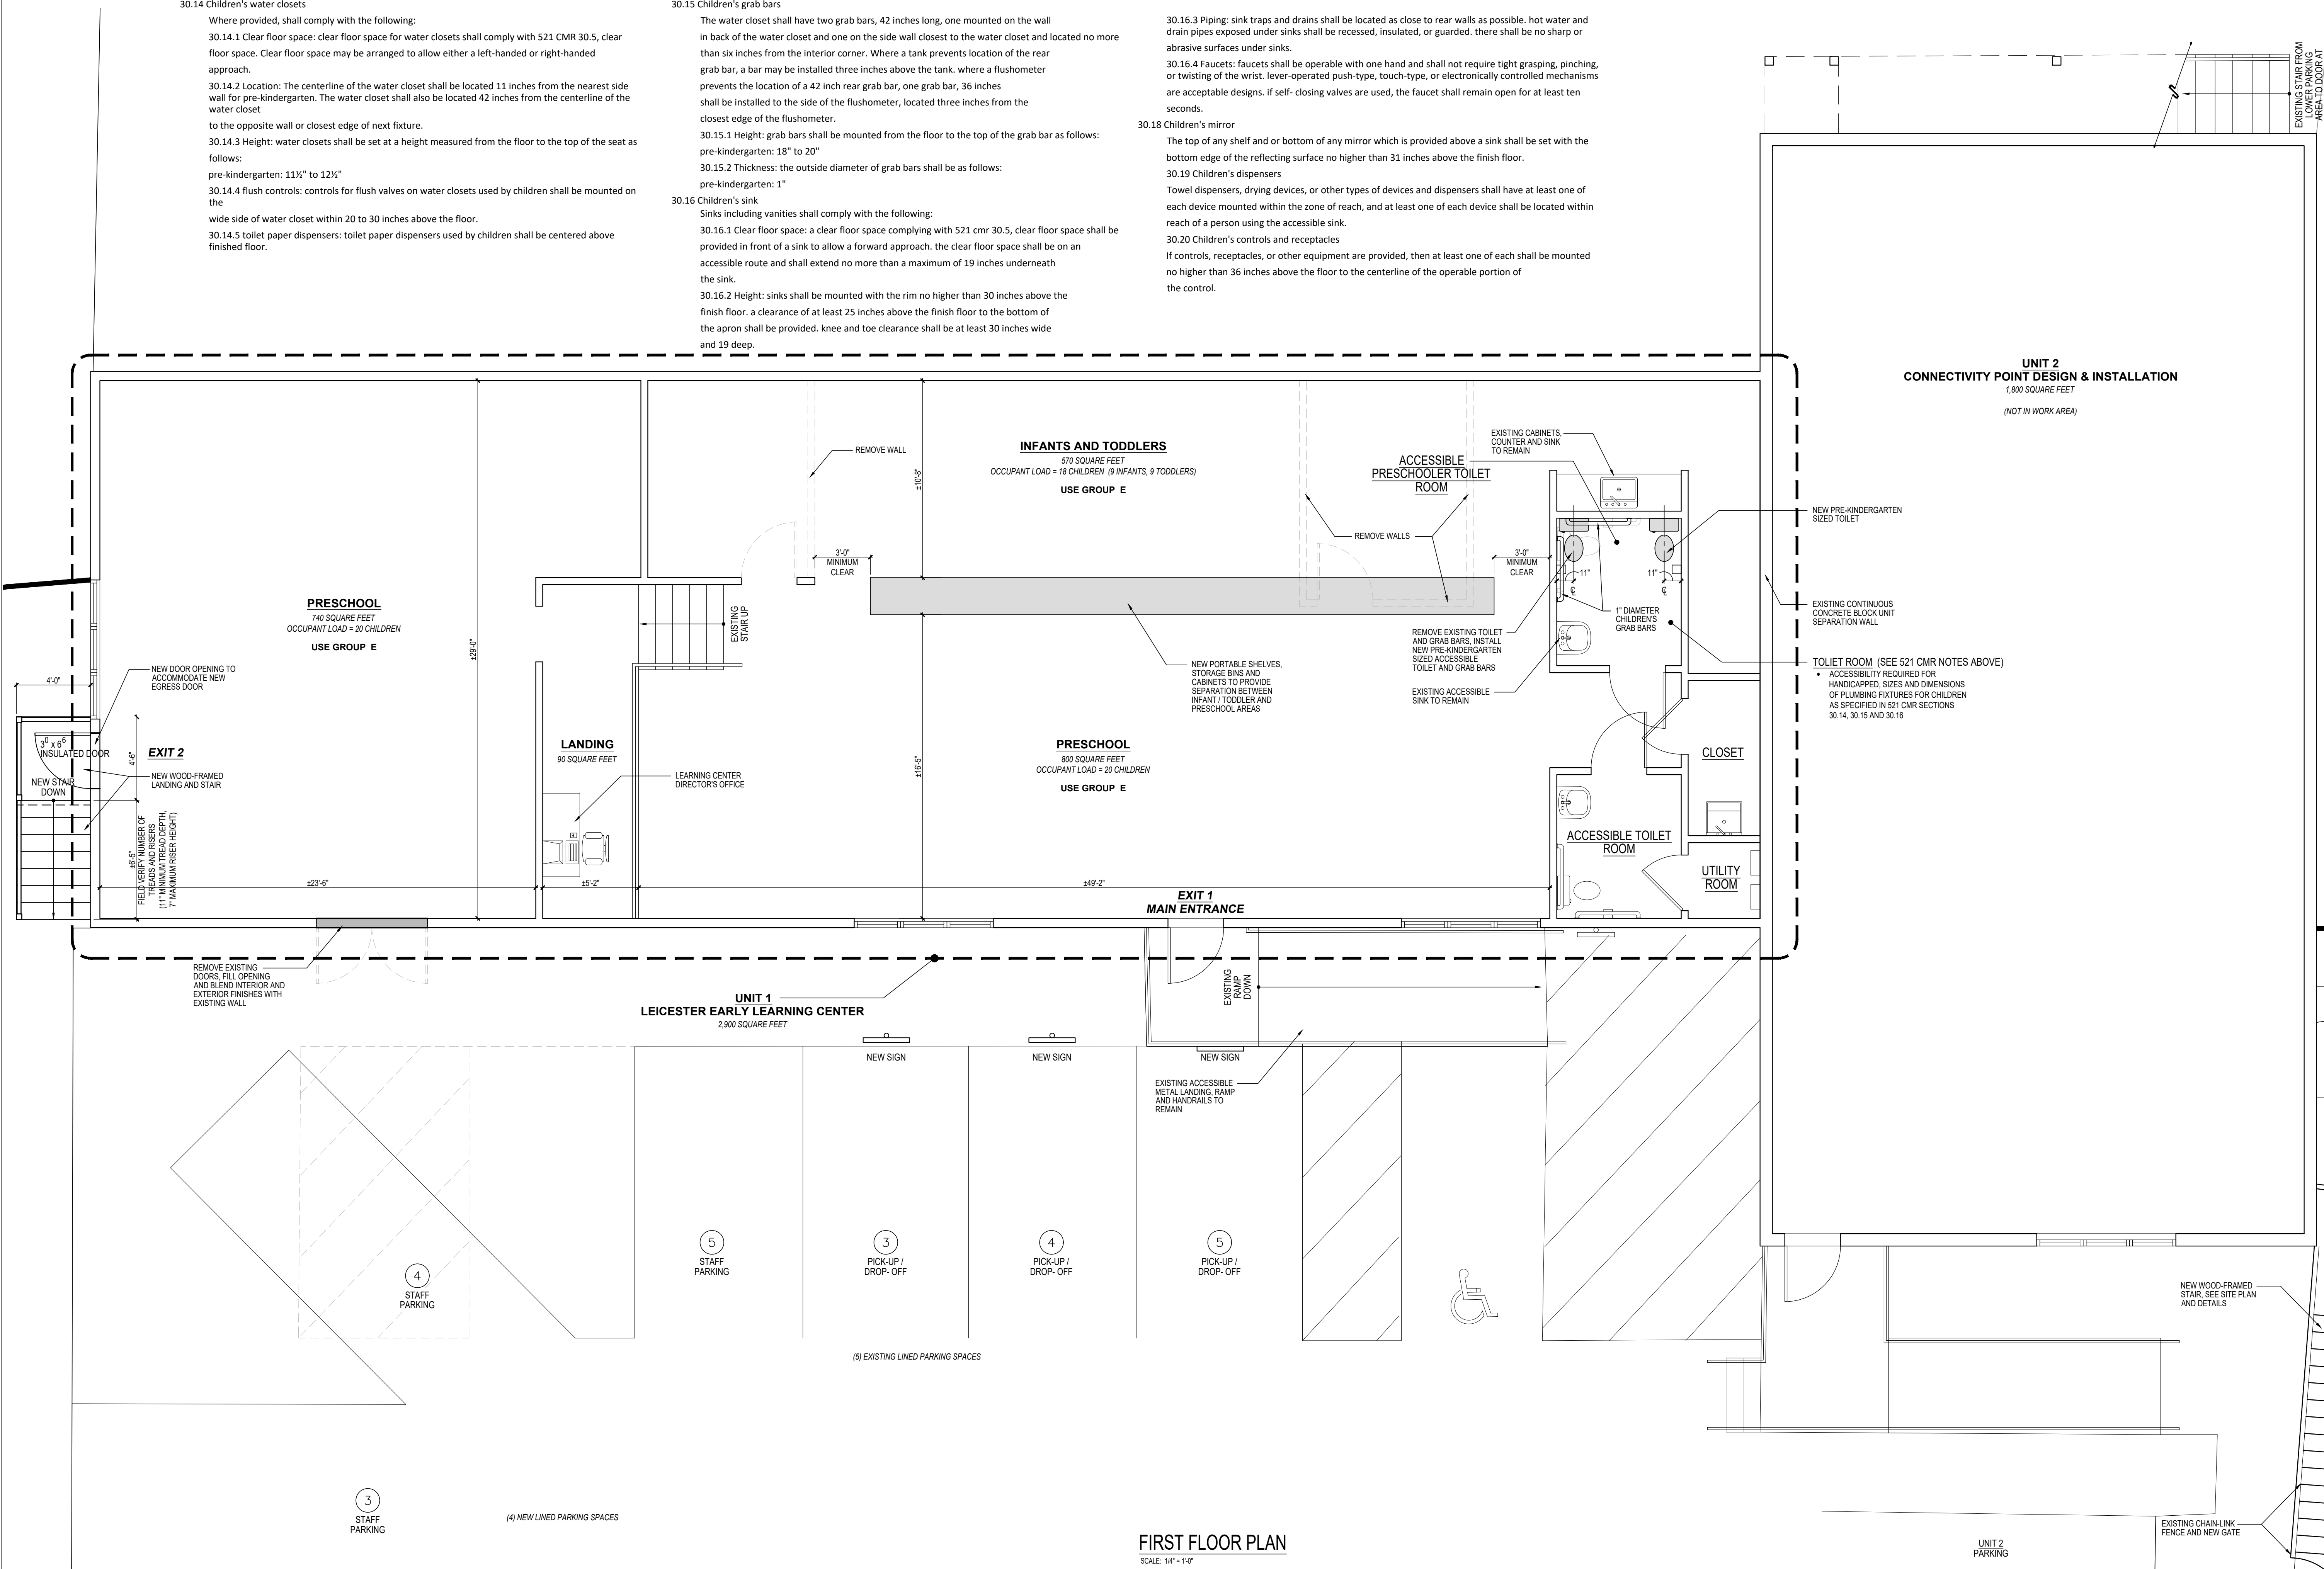 30.14 Children's water closets
Where provided, shall comply with the following:
30.14.1 Clear floor space: clear floor space for water closets shall comply with 521 CMR 30.5, clear
floor space. Clear floor space may be arranged to allow either a left-handed or right-handed
approach.
30.14.2 Location: The centerline of the water closet shall be located 11 inches from the nearest side
wall for pre-kindergarten. The water closet shall also be located 42 inches from the centerline of the
water closet
to the opposite wall or closest edge of next fixture.
30.14.3 Height: water closets shall be set at a height measured from the floor to the top of the seat as
follows:
pre-kindergarten: 11½" to 12½"
30.14.4 flush controls: controls for flush valves on water closets used by children shall be mounted on
the
wide side of water closet within 20 to 30 inches above the floor.
30.14.5 toilet paper dispensers: toilet paper dispensers used by children shall be centered above
finished floor.
30.15 Children's grab bars
The water closet shall have two grab bars, 42 inches long, one mounted on the wall
in back of the water closet and one on the side wall closest to the water closet and located no more
than six inches from the interior corner. Where a tank prevents location of the rear
grab bar, a bar may be installed three inches above the tank. where a flushometer
prevents the location of a 42 inch rear grab bar, one grab bar, 36 inches
shall be installed to the side of the flushometer, located three inches from the
closest edge of the flushometer.
30.15.1 Height: grab bars shall be mounted from the floor to the top of the grab bar as follows:
pre-kindergarten: 18" to 20"
30.15.2 Thickness: the outside diameter of grab bars shall be as follows:
pre-kindergarten: 1"
30.16 Children's sink
Sinks including vanities shall comply with the following:
30.16.1 Clear floor space: a clear floor space complying with 521 cmr 30.5, clear floor space shall be
provided in front of a sink to allow a forward approach. the clear floor space shall be on an
accessible route and shall extend no more than a maximum of 19 inches underneath
the sink.
30.16.2 Height: sinks shall be mounted with the rim no higher than 30 inches above the
finish floor. a clearance of at least 25 inches above the finish floor to the bottom of
the apron shall be provided. knee and toe clearance shall be at least 30 inches wide
and 19 deep.
30.16.3 Piping: sink traps and drains shall be located as close to rear walls as possible. hot water and
drain pipes exposed under sinks shall be recessed, insulated, or guarded. there shall be no sharp or
abrasive surfaces under sinks.
30.16.4 Faucets: faucets shall be operable with one hand and shall not require tight grasping, pinching,
or twisting of the wrist. lever-operated push-type, touch-type, or electronically controlled mechanisms
are acceptable designs. if self- closing valves are used, the faucet shall remain open for at least ten
seconds.
30.18 Children's mirror
The top of any shelf and or bottom of any mirror which is provided above a sink shall be set with the
bottom edge of the reflecting surface no higher than 31 inches above the finish floor.
30.19 Children's dispensers
Towel dispensers, drying devices, or other types of devices and dispensers shall have at least one of
each device mounted within the zone of reach, and at least one of each device shall be located within
reach of a person using the accessible sink.
30.20 Children's controls and receptacles
If controls, receptacles, or other equipment are provided, then at least one of each shall be mounted
no higher than 36 inches above the floor to the centerline of the operable portion of
the control.
EXISTING STAIR FROM
LOWER PARKING
AREA TO DOOR AT
UNIT 2
CONNECTIVITY POINT DESIGN & INSTALLATION
1,800 SQUARE FEET
(NOT IN WORK AREA)
REMOVE WALL
±10'-8"
INFANTS AND TODDLERS
570 SQUARE FEET
OCCUPANT LOAD = 18 CHILDREN (9 INFANTS, 9 TODDLERS)
USE GROUP E
ACCESSIBLE
PRESCHOOLER TOILET
ROOM
EXISTING CABINETS,
COUNTER AND SINK
TO REMAIN
REMOVE WALLS
NEW PRE-KINDERGARTEN
SIZED TOILET
3'-0"
MINIMUM
CLEAR
3'-0"
MINIMUM
CLEAR
11"
11"
1" DIAMETER
CHILDREN'S
GRAB BARS
EXISTING CONTINUOUS
CONCRETE BLOCK UNIT
SEPARATION WALL
PRESCHOOL
740 SQUARE FEET
OCCUPANT LOAD = 20 CHILDREN
USE GROUP E
±29'-0"
EXISTING
STAIR UP
NEW PORTABLE SHELVES,
STORAGE BINS AND
CABINETS TO PROVIDE
SEPARATION BETWEEN
INFANT / TODDLER AND
PRESCHOOL AREAS
REMOVE EXISTING TOILET
AND GRAB BARS, INSTALL
NEW PRE-KINDERGARTEN
SIZED ACCESSIBLE
TOILET AND GRAB BARS
EXISTING ACCESSIBLE
SINK TO REMAIN
TOLIET ROOM (SEE 521 CMR NOTES ABOVE)
• ACCESSIBILITY REQUIRED FOR
HANDICAPPED, SIZES AND DIMENSIONS
OF PLUMBING FIXTURES FOR CHILDREN
AS SPECIFIED IN 521 CMR SECTIONS
30.14, 30.15 AND 30.16
NEW DOOR OPENING TO
ACCOMMODATE NEW
EGRESS DOOR
4'-0"
3⁰ x 6⁶
INSULATED DOOR
EXIT 2
4'-6"
NEW STAIR
DOWN
NEW WOOD-FRAMED
LANDING AND STAIR
±6'-5"
FIELD VERIFY NUMBER OF
TREADS AND RISERS
(11" MINIMUM TREAD DEPTH,
7" MAXIMUM RISER HEIGHT)
LANDING
90 SQUARE FEET
LEARNING CENTER
DIRECTOR'S OFFICE
±16'-5"
PRESCHOOL
800 SQUARE FEET
OCCUPANT LOAD = 20 CHILDREN
USE GROUP E
CLOSET
ACCESSIBLE TOILET
ROOM
UTILITY
ROOM
±23'-6"
±5'-2"
±49'-2"
EXIT 1
MAIN ENTRANCE
REMOVE EXISTING
DOORS, FILL OPENING
AND BLEND INTERIOR AND
EXTERIOR FINISHES WITH
EXISTING WALL
UNIT 1
LEICESTER EARLY LEARNING CENTER
2,900 SQUARE FEET
EXISTING
RAMP
DOWN
NEW SIGN
NEW SIGN
NEW SIGN
EXISTING ACCESSIBLE
METAL LANDING, RAMP
AND HANDRAILS TO
REMAIN
4
STAFF
PARKING
5
STAFF
PARKING
3
PICK-UP /
DROP- OFF
4
PICK-UP /
DROP- OFF
5
PICK-UP /
DROP- OFF
NEW WOOD-FRAMED
STAIR, SEE SITE PLAN
AND DETAILS
(5) EXISTING LINED PARKING SPACES
3
STAFF
PARKING
(4) NEW LINED PARKING SPACES
FIRST FLOOR PLAN
SCALE: 1/4" = 1'-0"
UNIT 2
PARKING
EXISTING CHAIN-LINK
FENCE AND NEW GATE